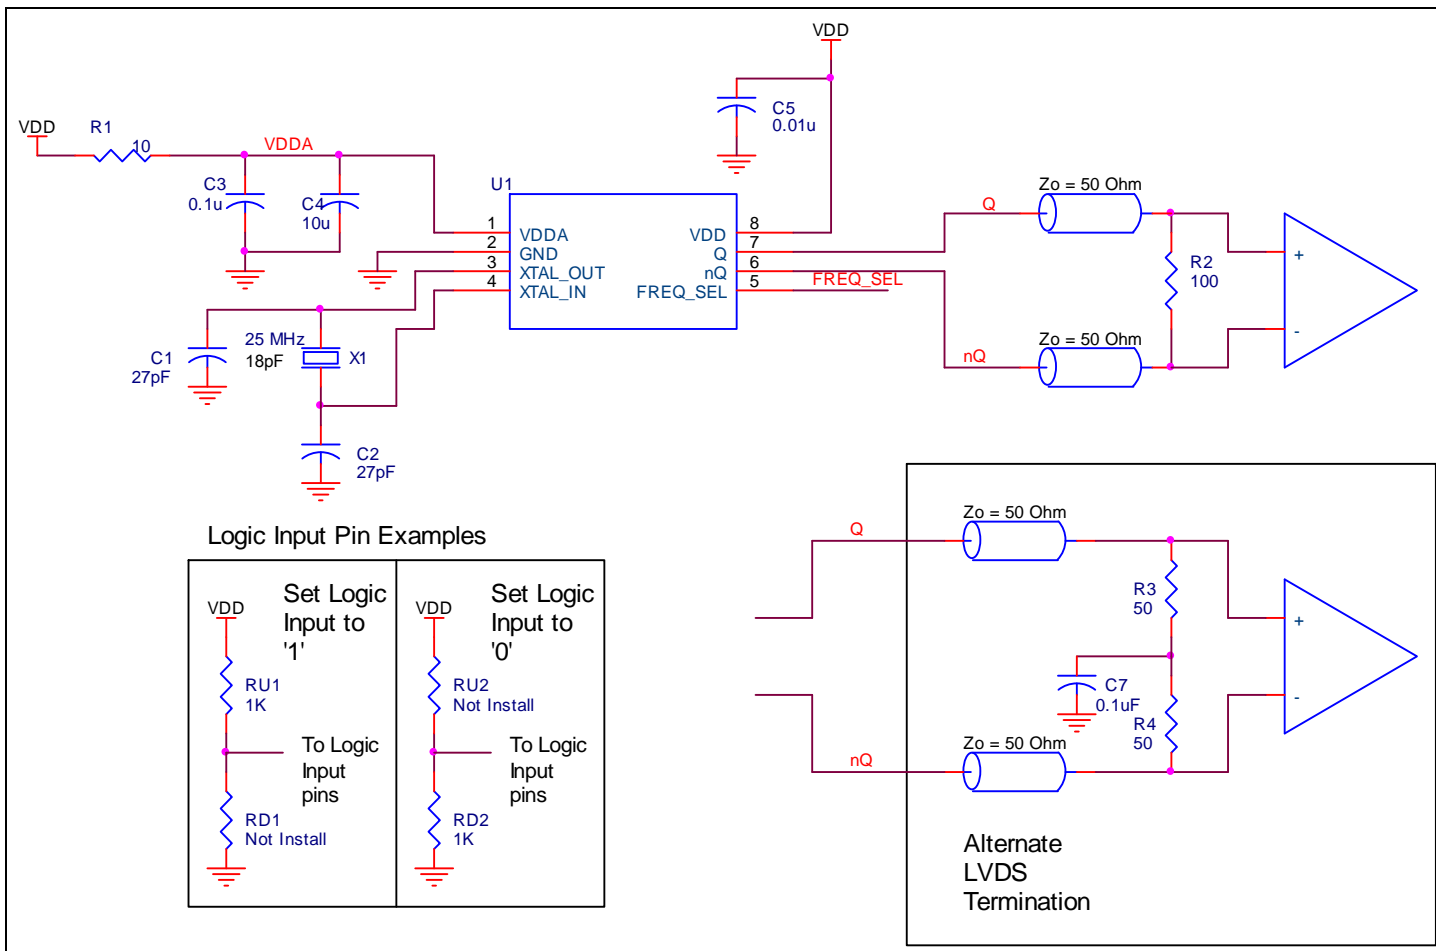 VDD
VDD
R1
10
VDDA
C3
0.1u
C4
10u
C5
0.01u
U1
1
2
3
4
VDDA
GND
XTAL_OUT
XTAL_IN
VDD
Q
nQ
FREQ_SEL
8
7
6
5
FREQ_SEL
Q
Zo = 50 Ohm
R2
100
+
-
nQ
Zo = 50 Ohm
C1
27pF
25 MHz
18pF
X1
C2
27pF
Logic Input Pin Examples
Set Logic
Input to
'1'
VDD
RU1
1K
To Logic
Input
pins
RD1
Not Install
Set Logic
Input to
'0'
VDD
RU2
Not Install
To Logic
Input
pins
RD2
1K
Q
Zo = 50 Ohm
R3
50
C7
0.1uF
R4
50
+
-
nQ
Zo = 50 Ohm
Alternate
LVDS
Termination